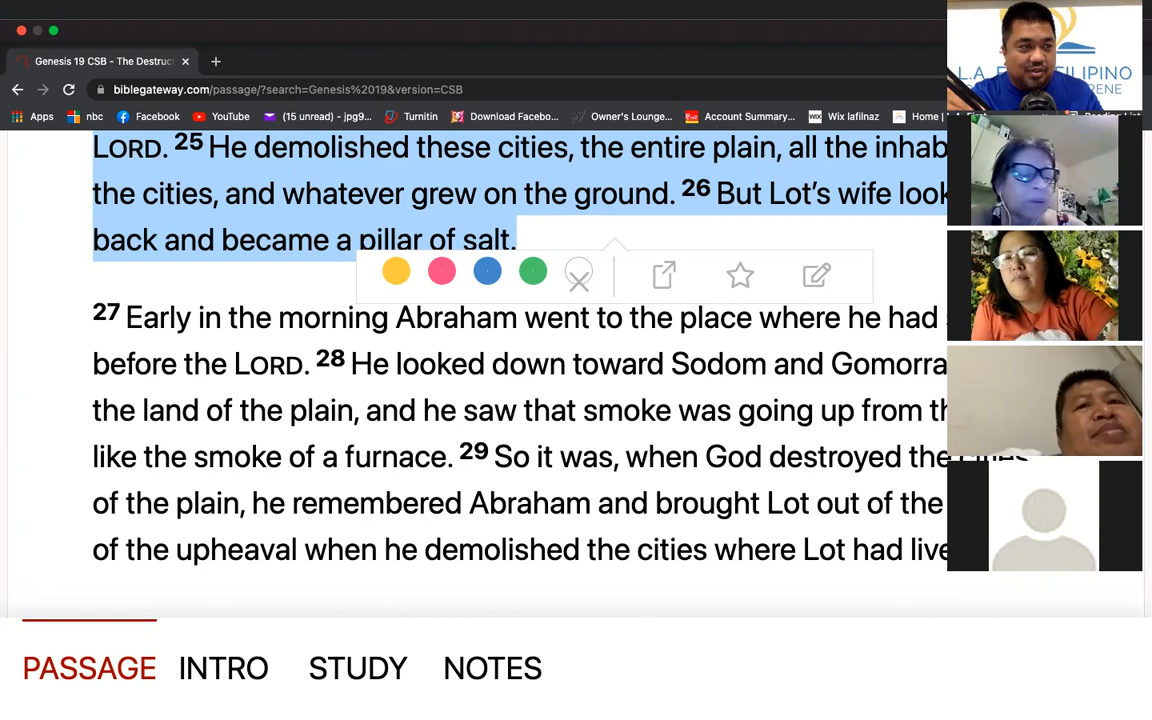 Genesis 19 CSB - The Destruct
biblegateway.com/passage/?search=Genesis%2019&version=CSB
Apps nbc Facebook YouTube (15 unread) - jpg9... Turnitin Download Facebo... Owner's Lounge... Account Summary... Wix lafilnaz Home |
L.A. FILIPINO
RENE
LORD. 25 He demolished these cities, the entire plain, all the inhab
the cities, and whatever grew on the ground. 26 But Lot's wife look
back and became a pillar of salt.
27 Early in the morning Abraham went to the place where he had
before the LORD. 28 He looked down toward Sodom and Gomorra
the land of the plain, and he saw that smoke was going up from th
like the smoke of a furnace. 29 So it was, when God destroyed the cities
of the plain, he remembered Abraham and brought Lot out of the
of the upheaval when he demolished the cities where Lot had live
PASSAGE INTRO STUDY NOTES